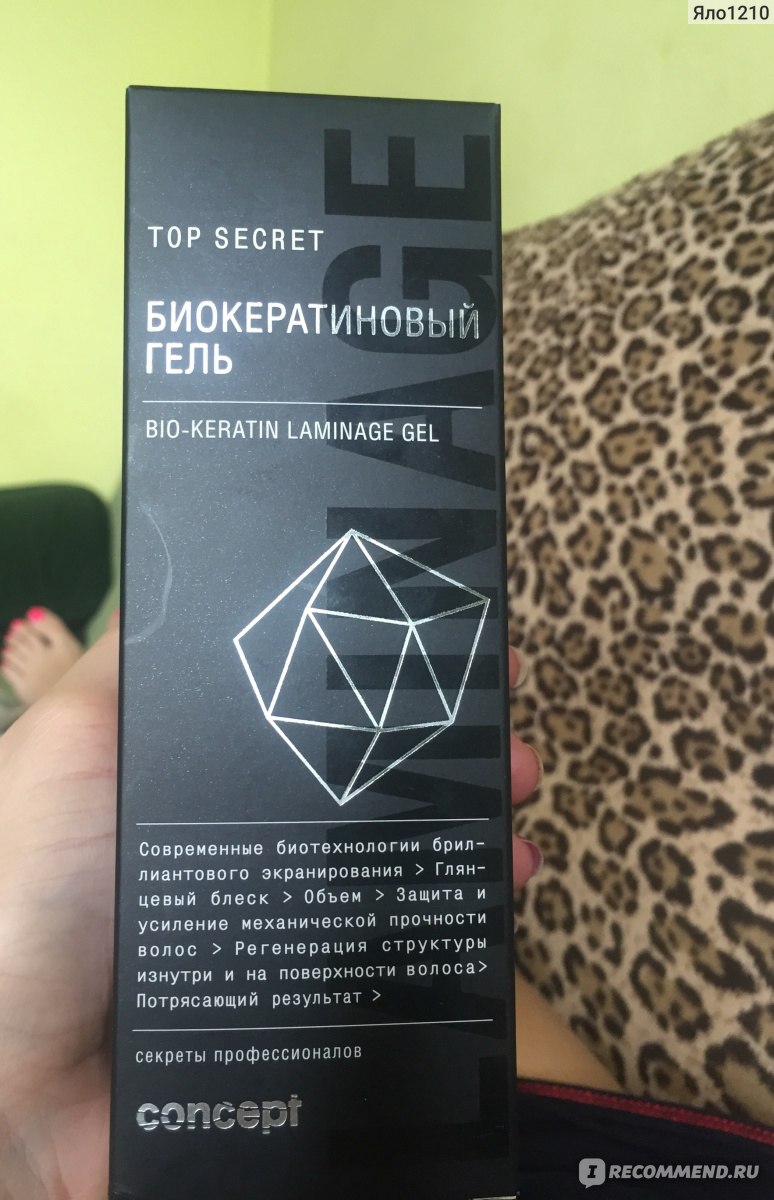 Яло1210
TOP SECRET
БИОКЕРАТИНОВЫЙ
ГЕЛЬ
BIO-KERATIN LAMINAGE GEL
LAMINAGE
Современные биотехнологии брил-
лиантового экранирования > Глян-
цевый блеск > Объем > Защита и
усиление механической прочности
волос > Регенерация структуры
изнутри и на поверхности волоса>
Потрясающий результат >
секреты профессионалов
concept
IRECOMMEND.RU